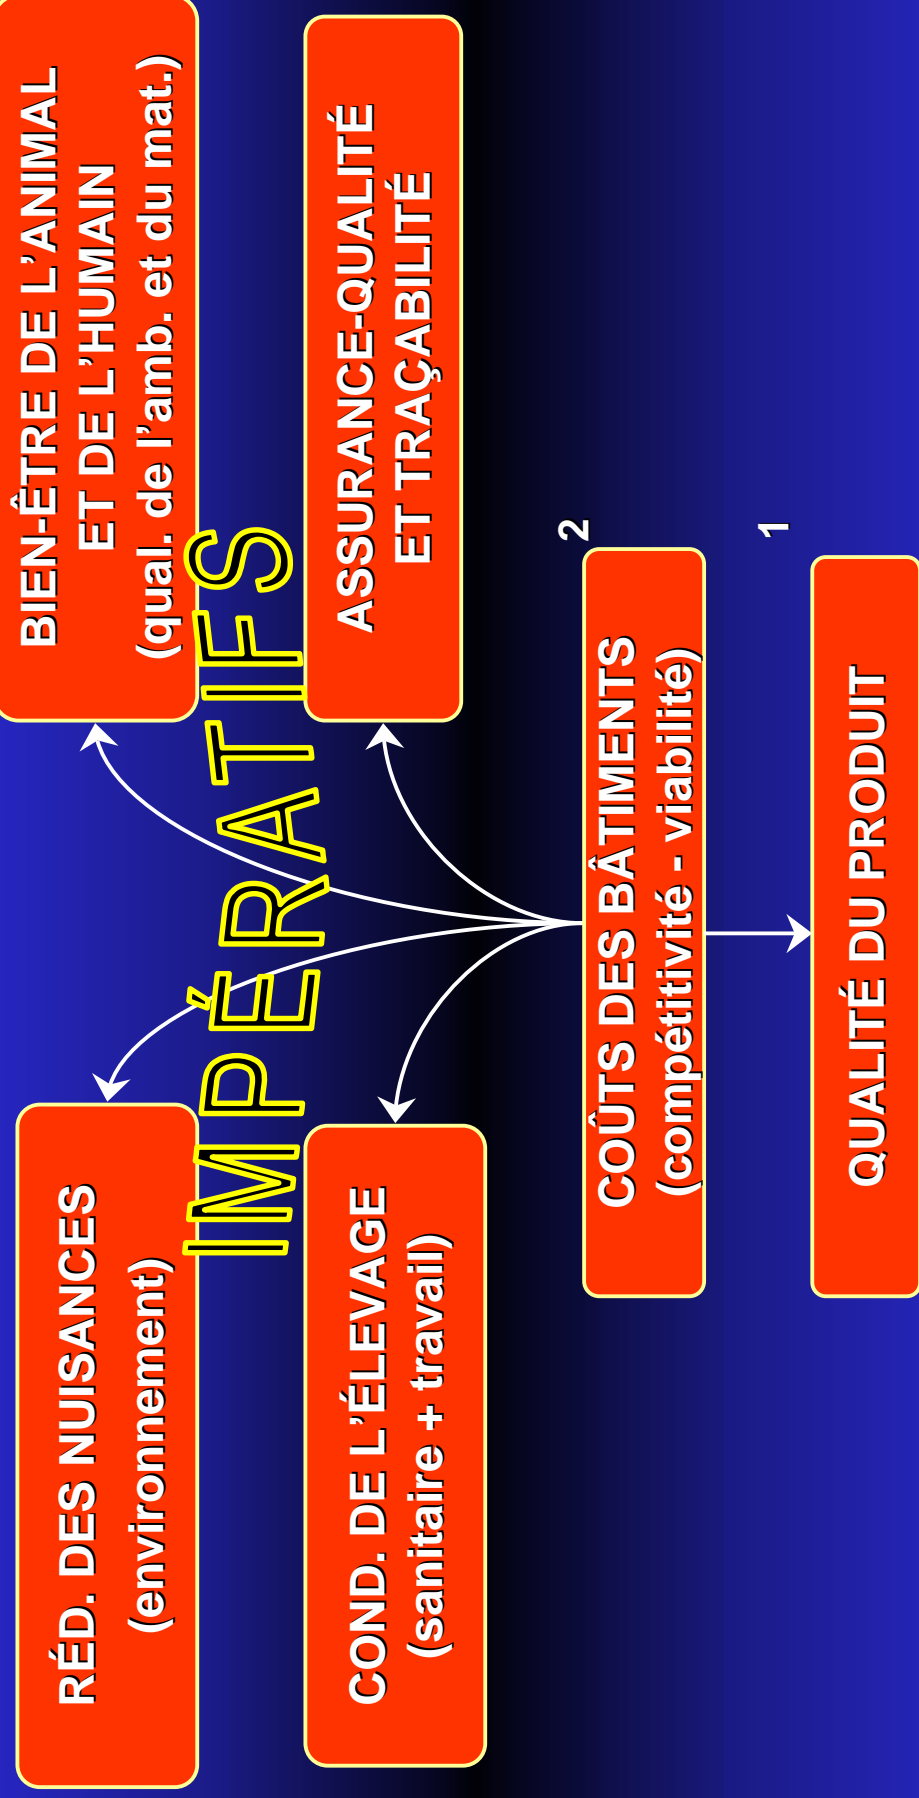 RÉD. DES NUISANCES
(environnement)
BIEN-ÊTRE DE L’ANIMAL
ET DE L’HUMAIN
(qual. de l’amb. et du mat.)
IMPÉRATIFS
COND. DE L’ÉLEVAGE
(sanitaire + travail)
ASSURANCE-QUALITÉ
ET TRAÇABILITÉ
2
COÛTS DES BÂTIMENTS
(compétitivité - viabilité)
1
QUALITÉ DU PRODUIT